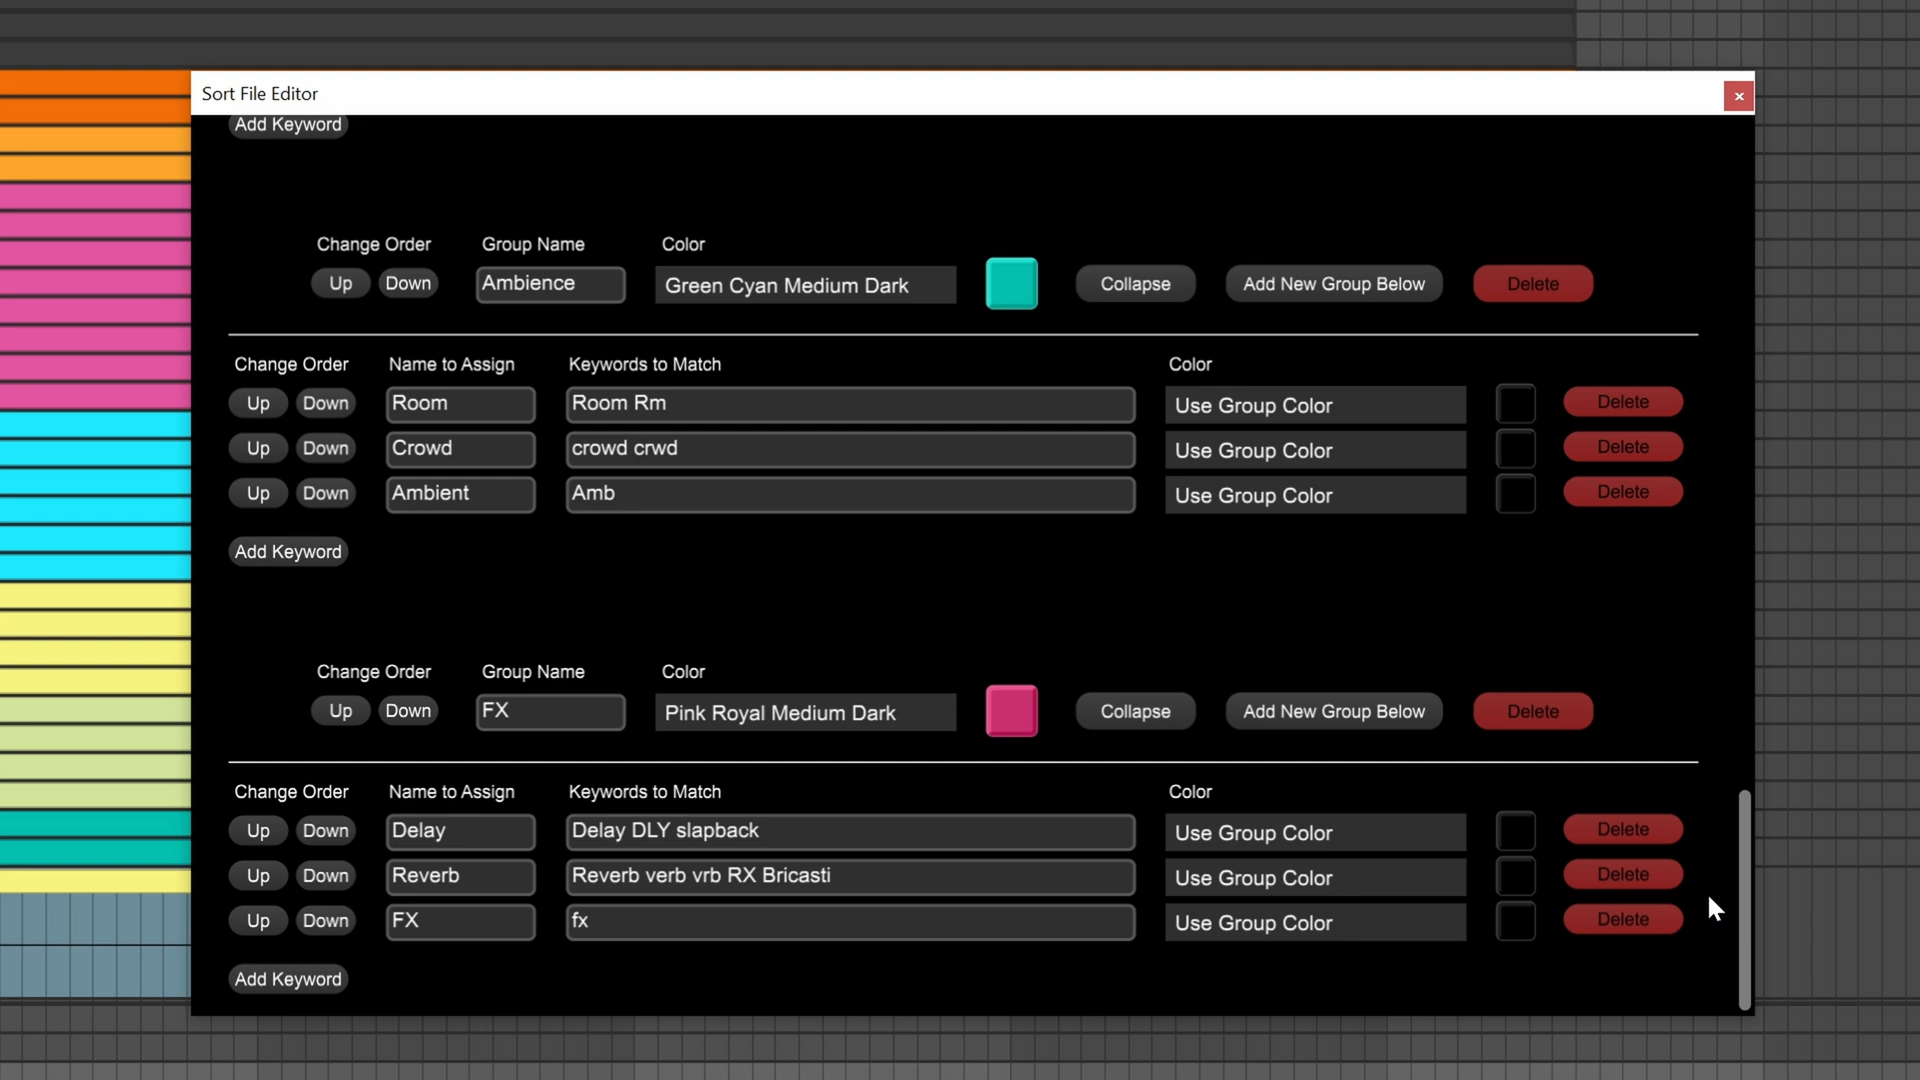 Sort File Editor
×
Add Keyword
Change Order Group Name Color
Up Down Ambience Green Cyan Medium Dark Collapse Add New Group Below Delete
Change Order Name to Assign Keywords to Match Color
Up Down Room Room Rm Use Group Color Delete
Up Down Crowd crowd crwd Use Group Color Delete
Up Down Ambient Amb Use Group Color Delete
Add Keyword
Change Order Group Name Color
Up Down FX Pink Royal Medium Dark Collapse Add New Group Below Delete
Change Order Name to Assign Keywords to Match Color
Up Down Delay Delay DLY slapback Use Group Color Delete
Up Down Reverb Reverb verb vrb RX Bricasti Use Group Color Delete
Up Down FX fx Use Group Color Delete
Add Keyword